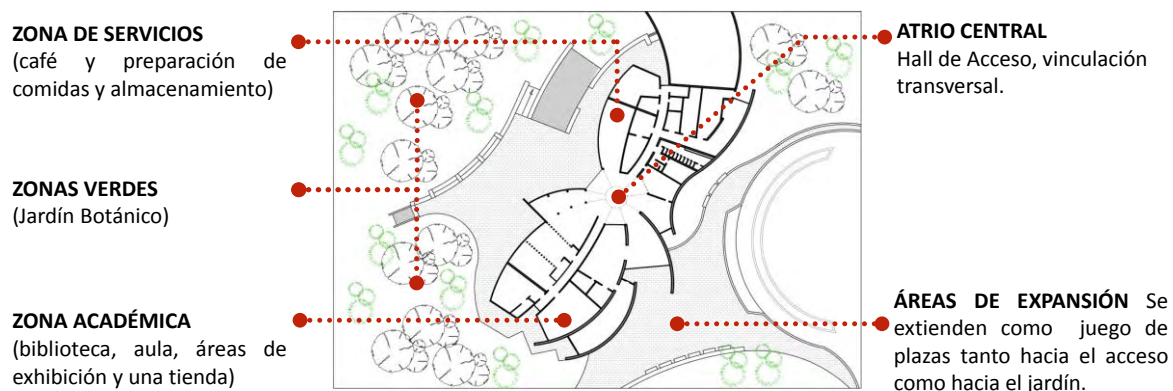 ZONA DE SERVICIOS
(café y preparación de
comidas y almacenamiento)
ZONAS VERDES
(Jardín Botánico)
ZONA ACADÉMICA
(biblioteca, aula, áreas de
exhibición y una tienda)
ATRIO CENTRAL
Hall de Acceso, vinculación
transversal.
ÁREAS DE EXPANSIÓN Se
extienden como juego de
plazas tanto hacia el acceso
como hacia el jardín.